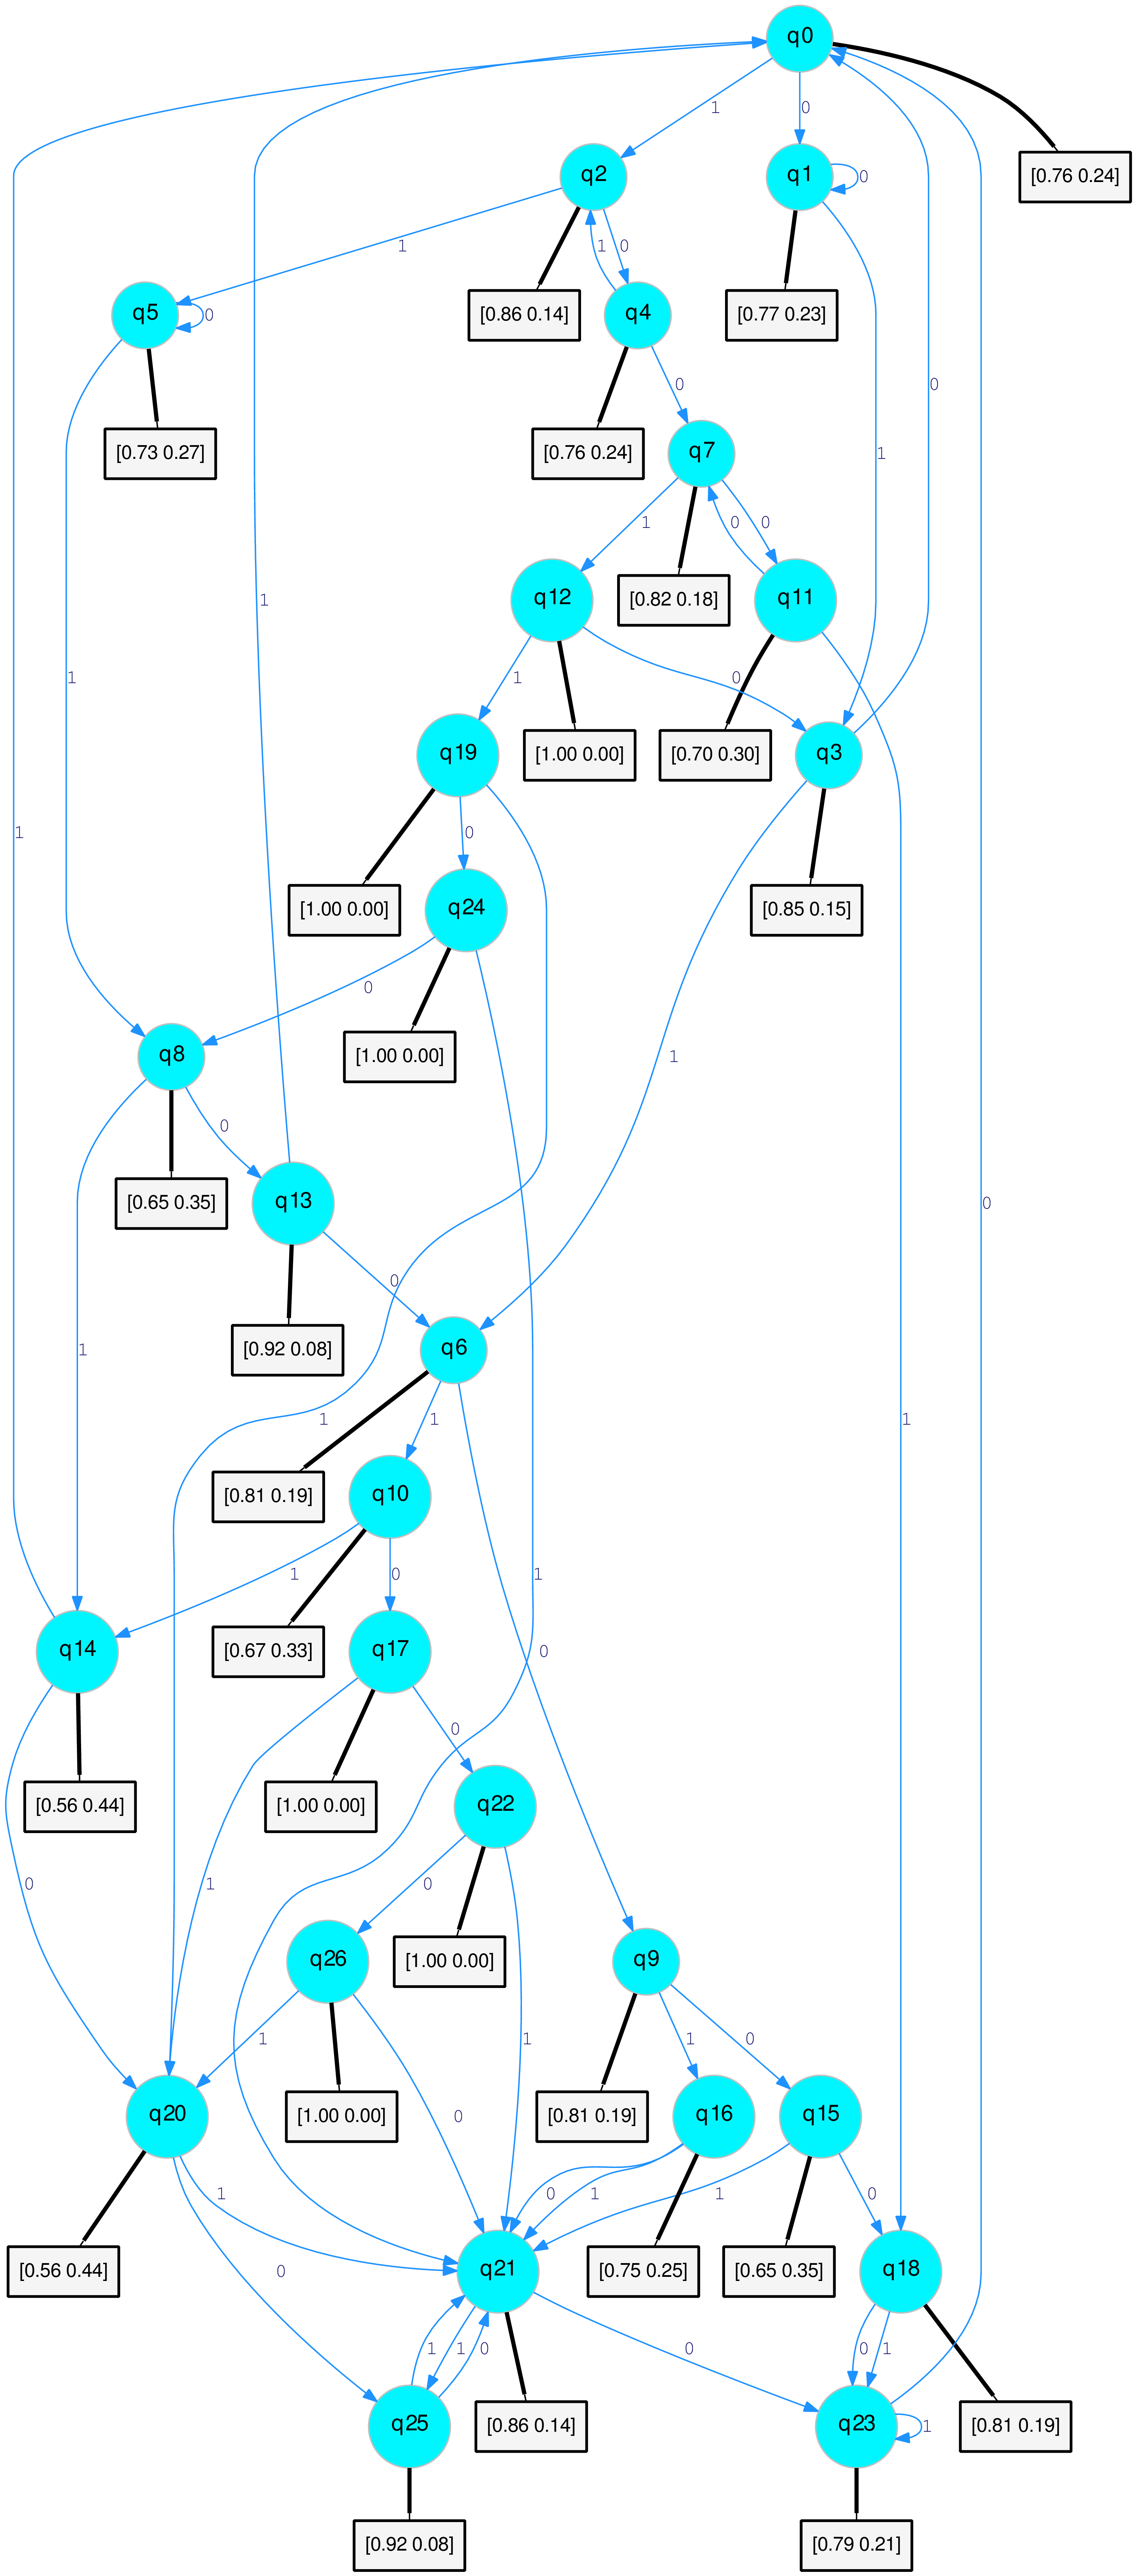 q0
1
0
[0.76 0.24]
q2
q1
0
1
1
0
q5
0
[0.86 0.14]
q4
[0.77 0.23]
0
[0.73 0.27]
[0.76 0.24]
q7
1
1
0
0
1
q12
[0.82 0.18]
q11
1
1
0
q19
[1.00 0.00]
[0.70 0.30]
q3
1
0
[1.00 0.00]
q24
[0.85 0.15]
0
q8
[1.00 0.00]
1
0
[0.65 0.35]
q13
0
0
[0.92 0.08]
q6
1
1
1
1
[0.81 0.19]
q10
1
0
1
q14
[0.67 0.33]
q17
0
0
[0.56 0.44]
[1.00 0.00]
q22
0
1
0
q26
[1.00 0.00]
q9
1
1
1
0
q20
[1.00 0.00]
0
[0.81 0.19]
q16
q15
1
0
1
1
0
[0.56 0.44]
0
q21
[0.75 0.25]
[0.65 0.35]
q18
1
1
0
0
0
1
q25
[0.86 0.14]
q23
1
[0.81 0.19]
[0.92 0.08]
[0.79 0.21]